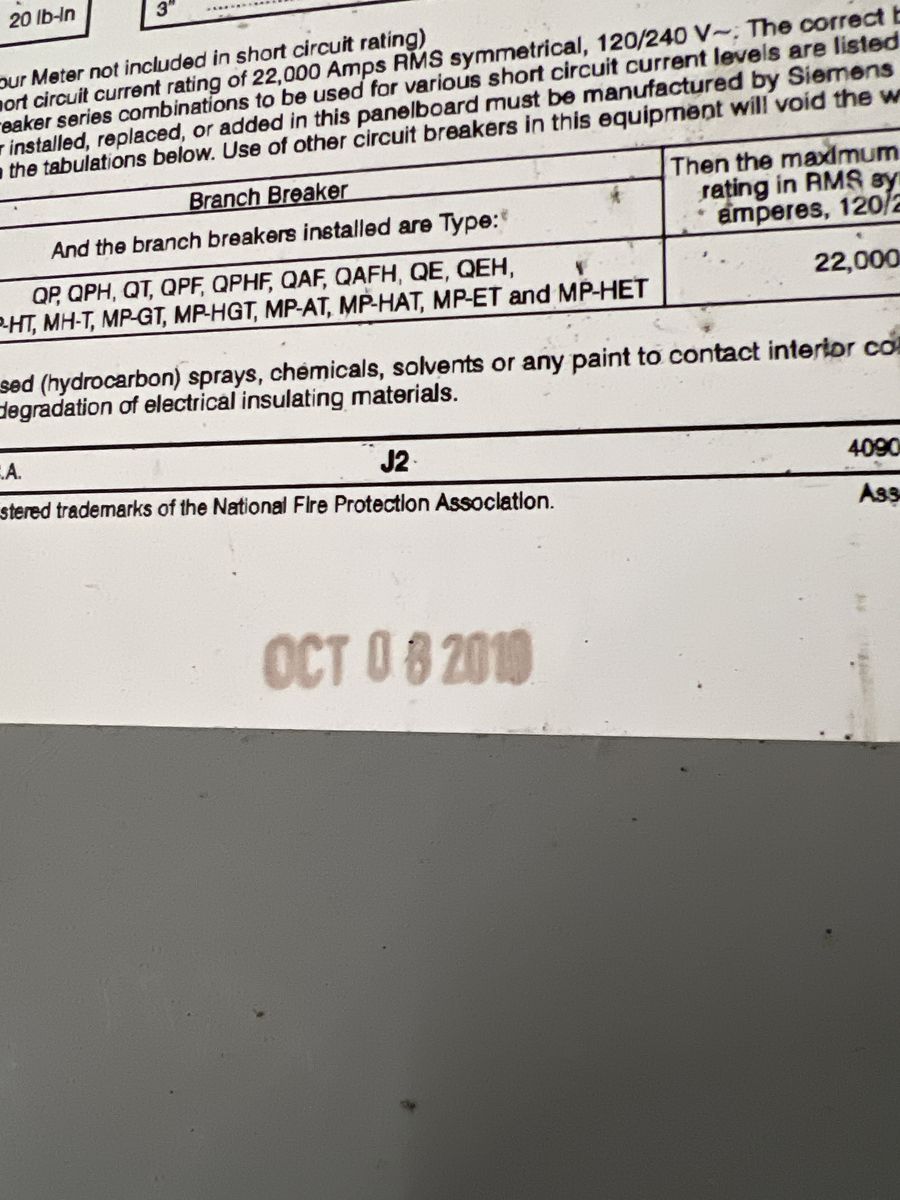 20 lb-in
3"
our Meter not included in short circuit rating)
ort circuit current rating of 22,000 Amps RMS symmetrical, 120/240 V~. The correct b
eaker series combinations to be used for various short circuit current levels are listed
r installed, replaced, or added in this panelboard must be manufactured by Siemens
the tabulations below. Use of other circuit breakers in this equipment will void the w
Branch Breaker
Then the maximum
rating in RMS sy
amperes, 120/2
And the branch breakers installed are Type:
22,000
QP, QPH, QT, QPF, QPHF, QAF, QAFH, QE, QEH,
P-HT, MH-T, MP-GT, MP-HGT, MP-AT, MP-HAT, MP-ET and MP-HET
sed (hydrocarbon) sprays, chemicals, solvents or any paint to contact interior co
degradation of electrical insulating materials.
.A.
J2
4090
stered trademarks of the National Fire Protection Association.
Ass
OCT 0